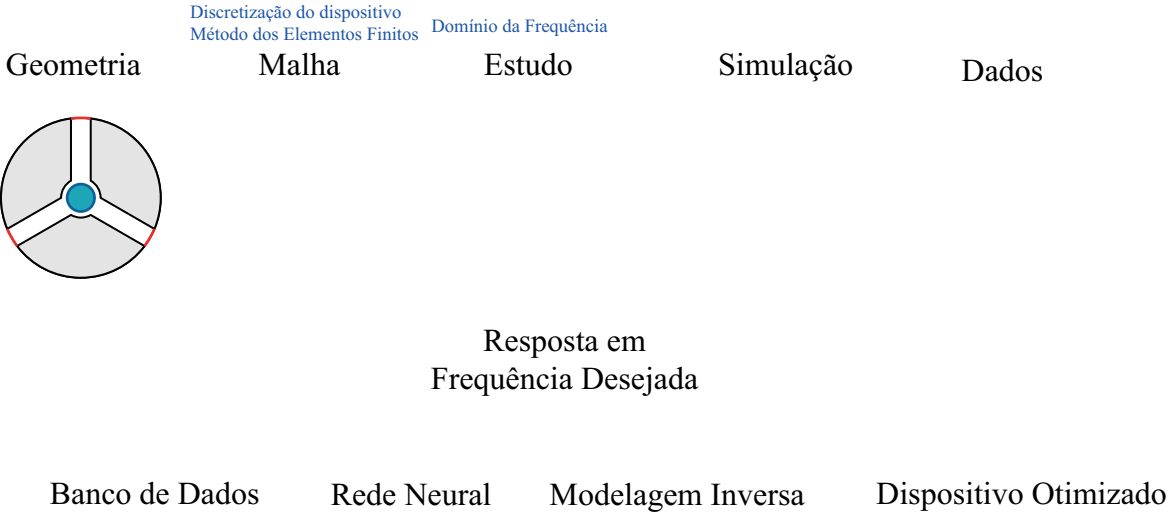 Discretização do dispositivo
Método dos Elementos Finitos
Domínio da Frequência
Geometria
Malha
Estudo
Simulação
Dados
Resposta em
Frequência Desejada
Banco de Dados
Rede Neural
Modelagem Inversa
Dispositivo Otimizado